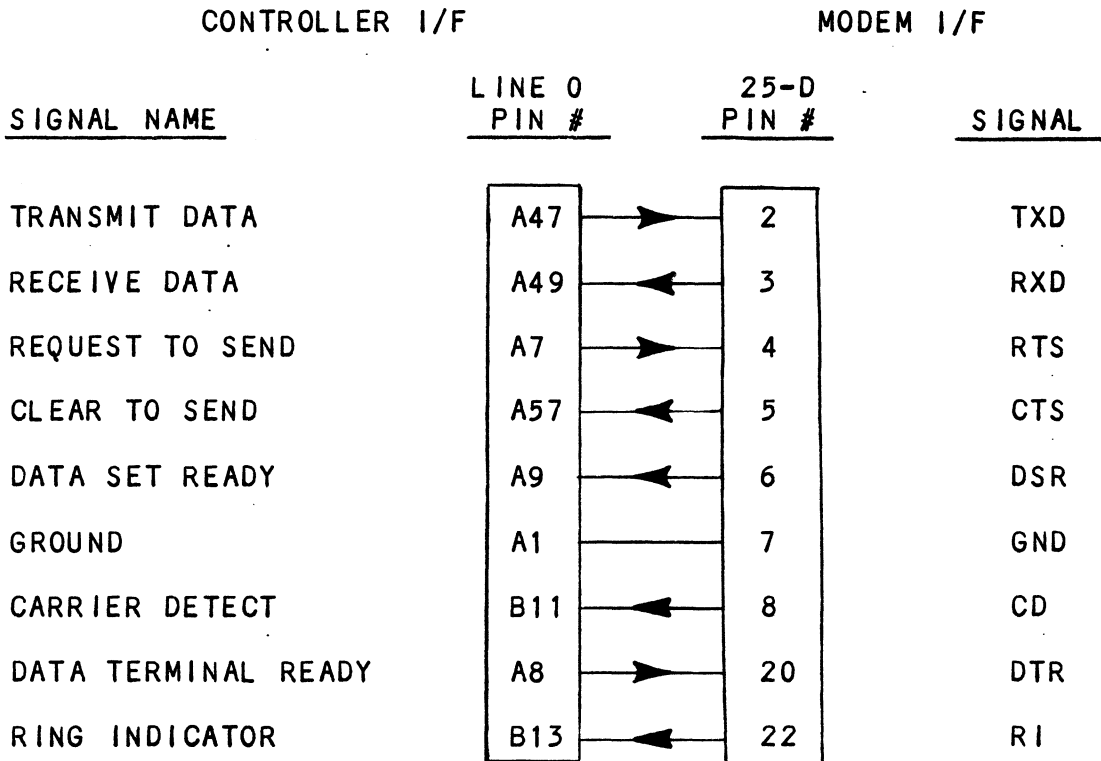 CONTROLLER I/F MODEM I/F
LINE 0 25-D
SIGNAL NAME PIN # PIN # SIGNAL
TRANSMIT DATA A47 2 TXD
RECEIVE DATA A49 3 RXD
REQUEST TO SEND A7 4 RTS
CLEAR TO SEND A57 5 CTS
DATA SET READY A9 6 DSR
GROUND A1 7 GND
CARRIER DETECT B11 8 CD
DATA TERMINAL READY A8 20 DTR
RING INDICATOR B13 22 RI